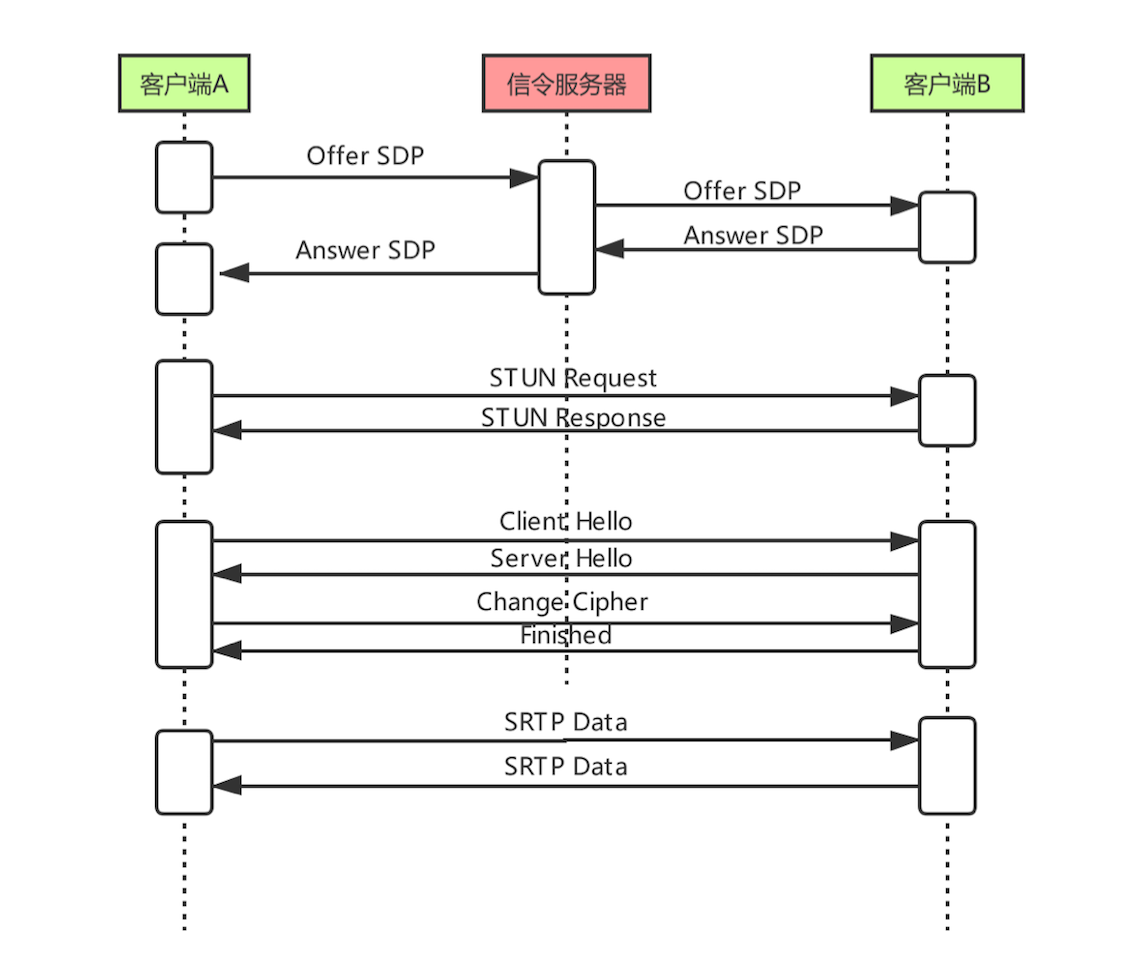 客户端A
信令服务器
客户端B
Offer SDP
Offer SDP
Answer SDP
Answer SDP
STUN Request
STUN Response
Client Hello
Server Hello
Change Cipher
Finished
SRTP Data
SRTP Data